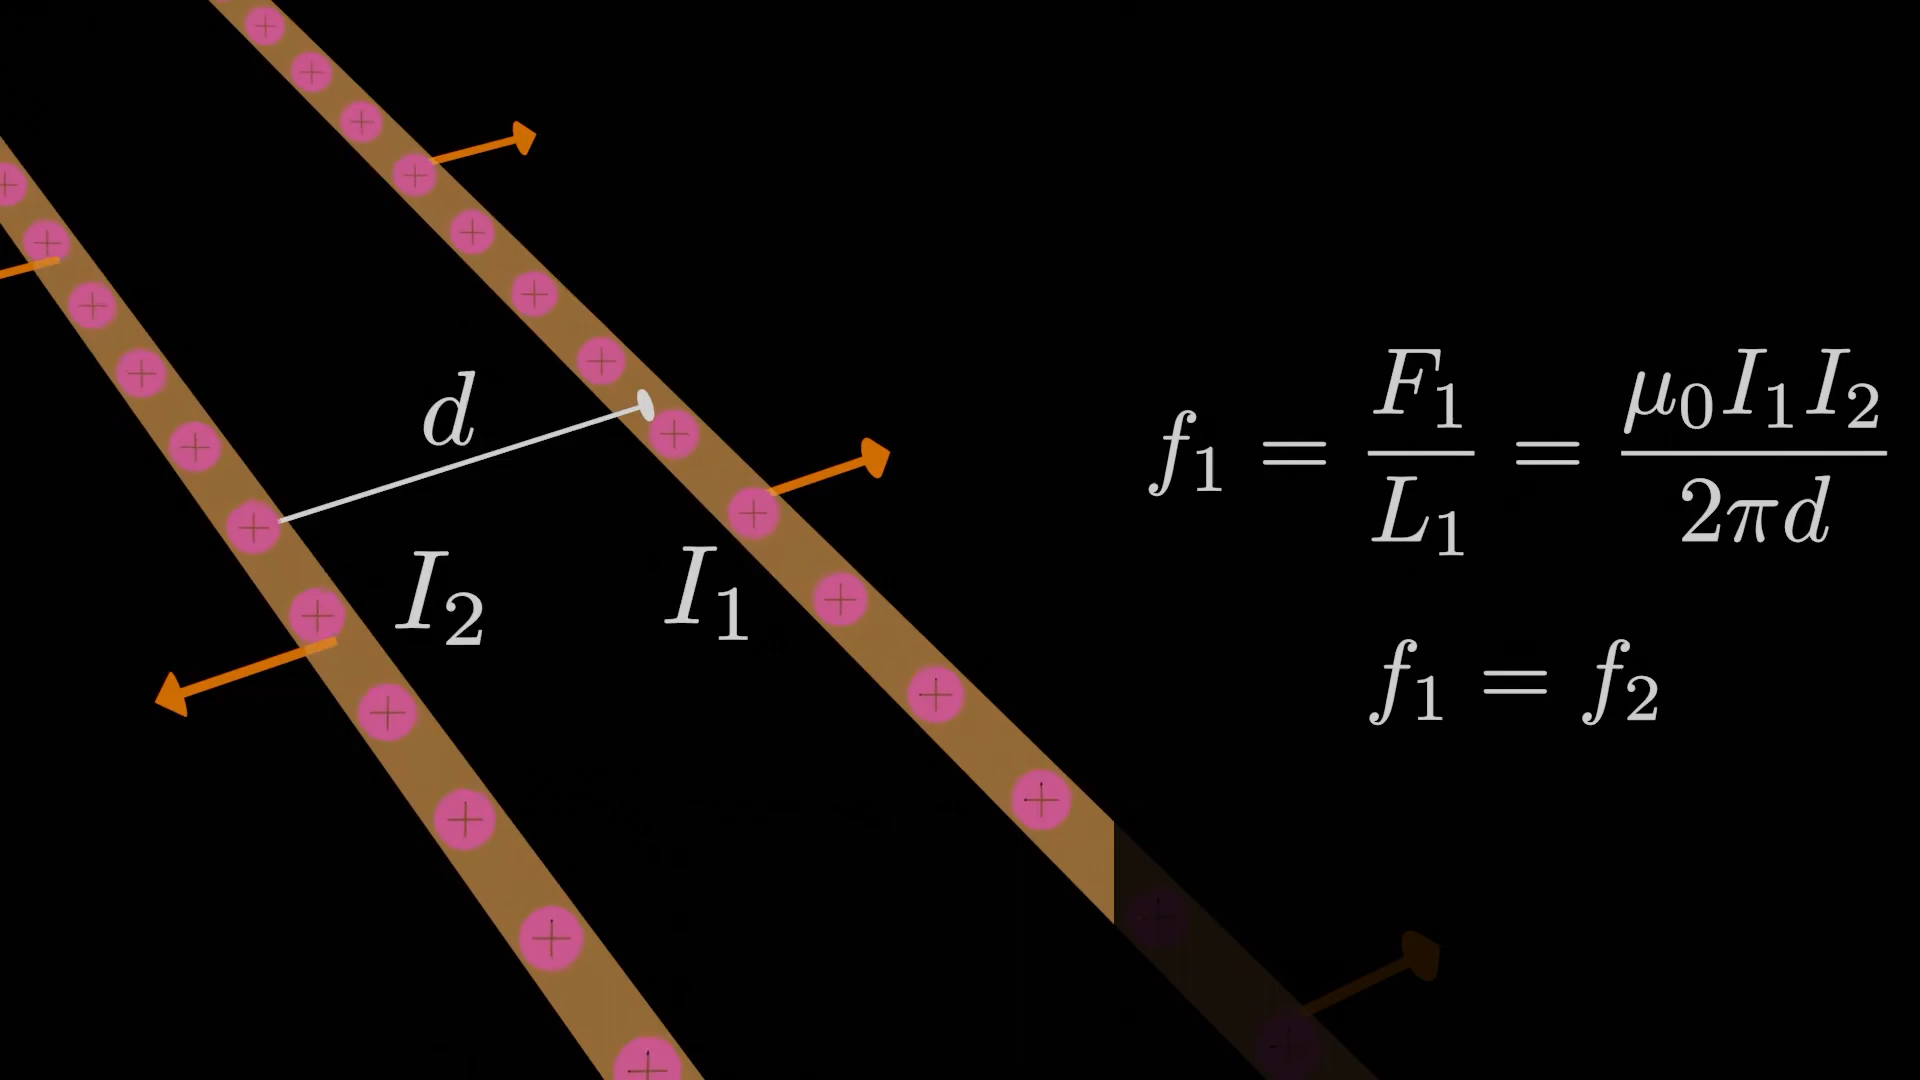 d
I₂
I₁
f₁ = F₁/L₁ = μ₀I₁I₂/2πd
f₁ = f₂